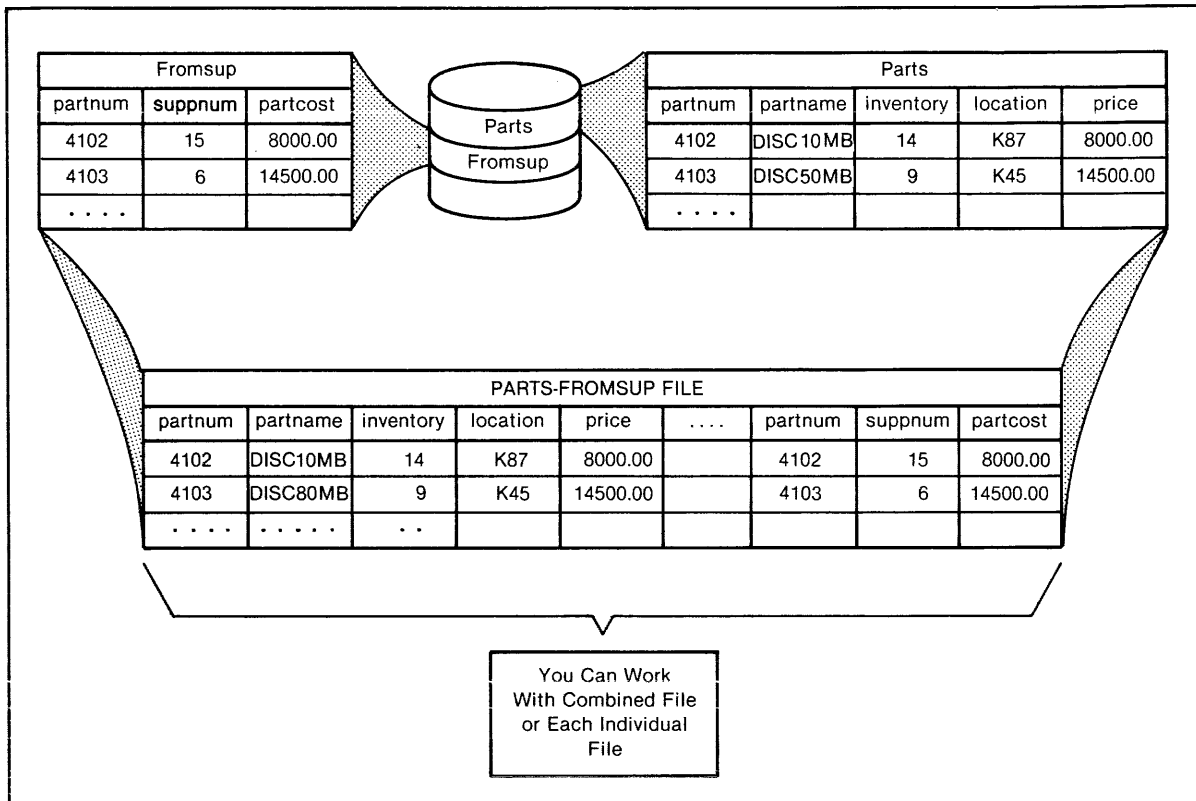 Fromsup
partnum suppnum partcost
4102 15 8000.00
4103 6 14500.00
. . . .
Parts
Fromsup
Parts
partnum partname inventory location price
4102 DISC10MB 14 K87 8000.00
4103 DISC50MB 9 K45 14500.00
. . . .
PARTS-FROMSUP FILE
partnum partname inventory location price . . . . partnum suppnum partcost
4102 DISC10MB 14 K87 8000.00 4102 15 8000.00
4103 DISC80MB 9 K45 14500.00 4103 6 14500.00
. . . . . . . . . . .
You Can Work
With Combined File
or Each Individual
File